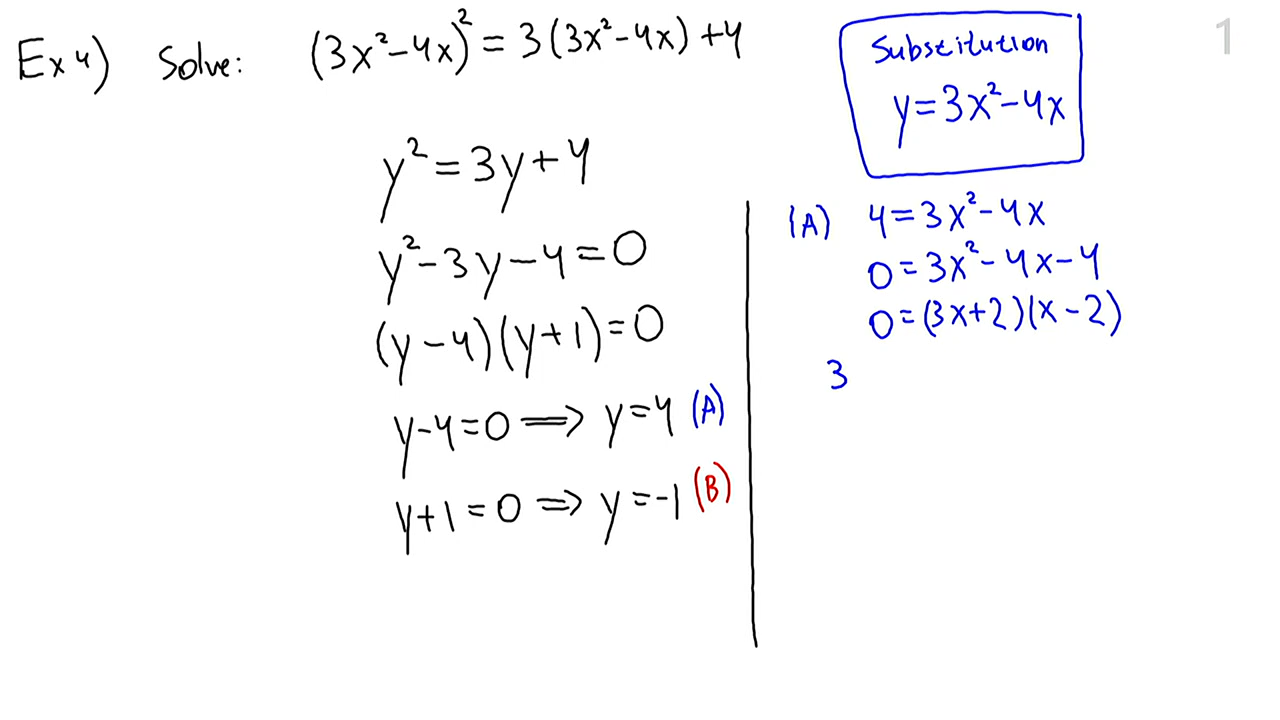 Ex 4) Solve: (3x²-4x)² = 3(3x²-4x)+4
y² = 3y+4
y²-3y-4=0
(y-4)(y+1)=0
y-4=0 ⟹ y=4 (A)
y+1=0 ⟹ y=-1 (B)
1
Substitution
y=3x²-4x
(A) 4=3x²-4x
0=3x²-4x-4
0=(3x+2)(x-2)
3